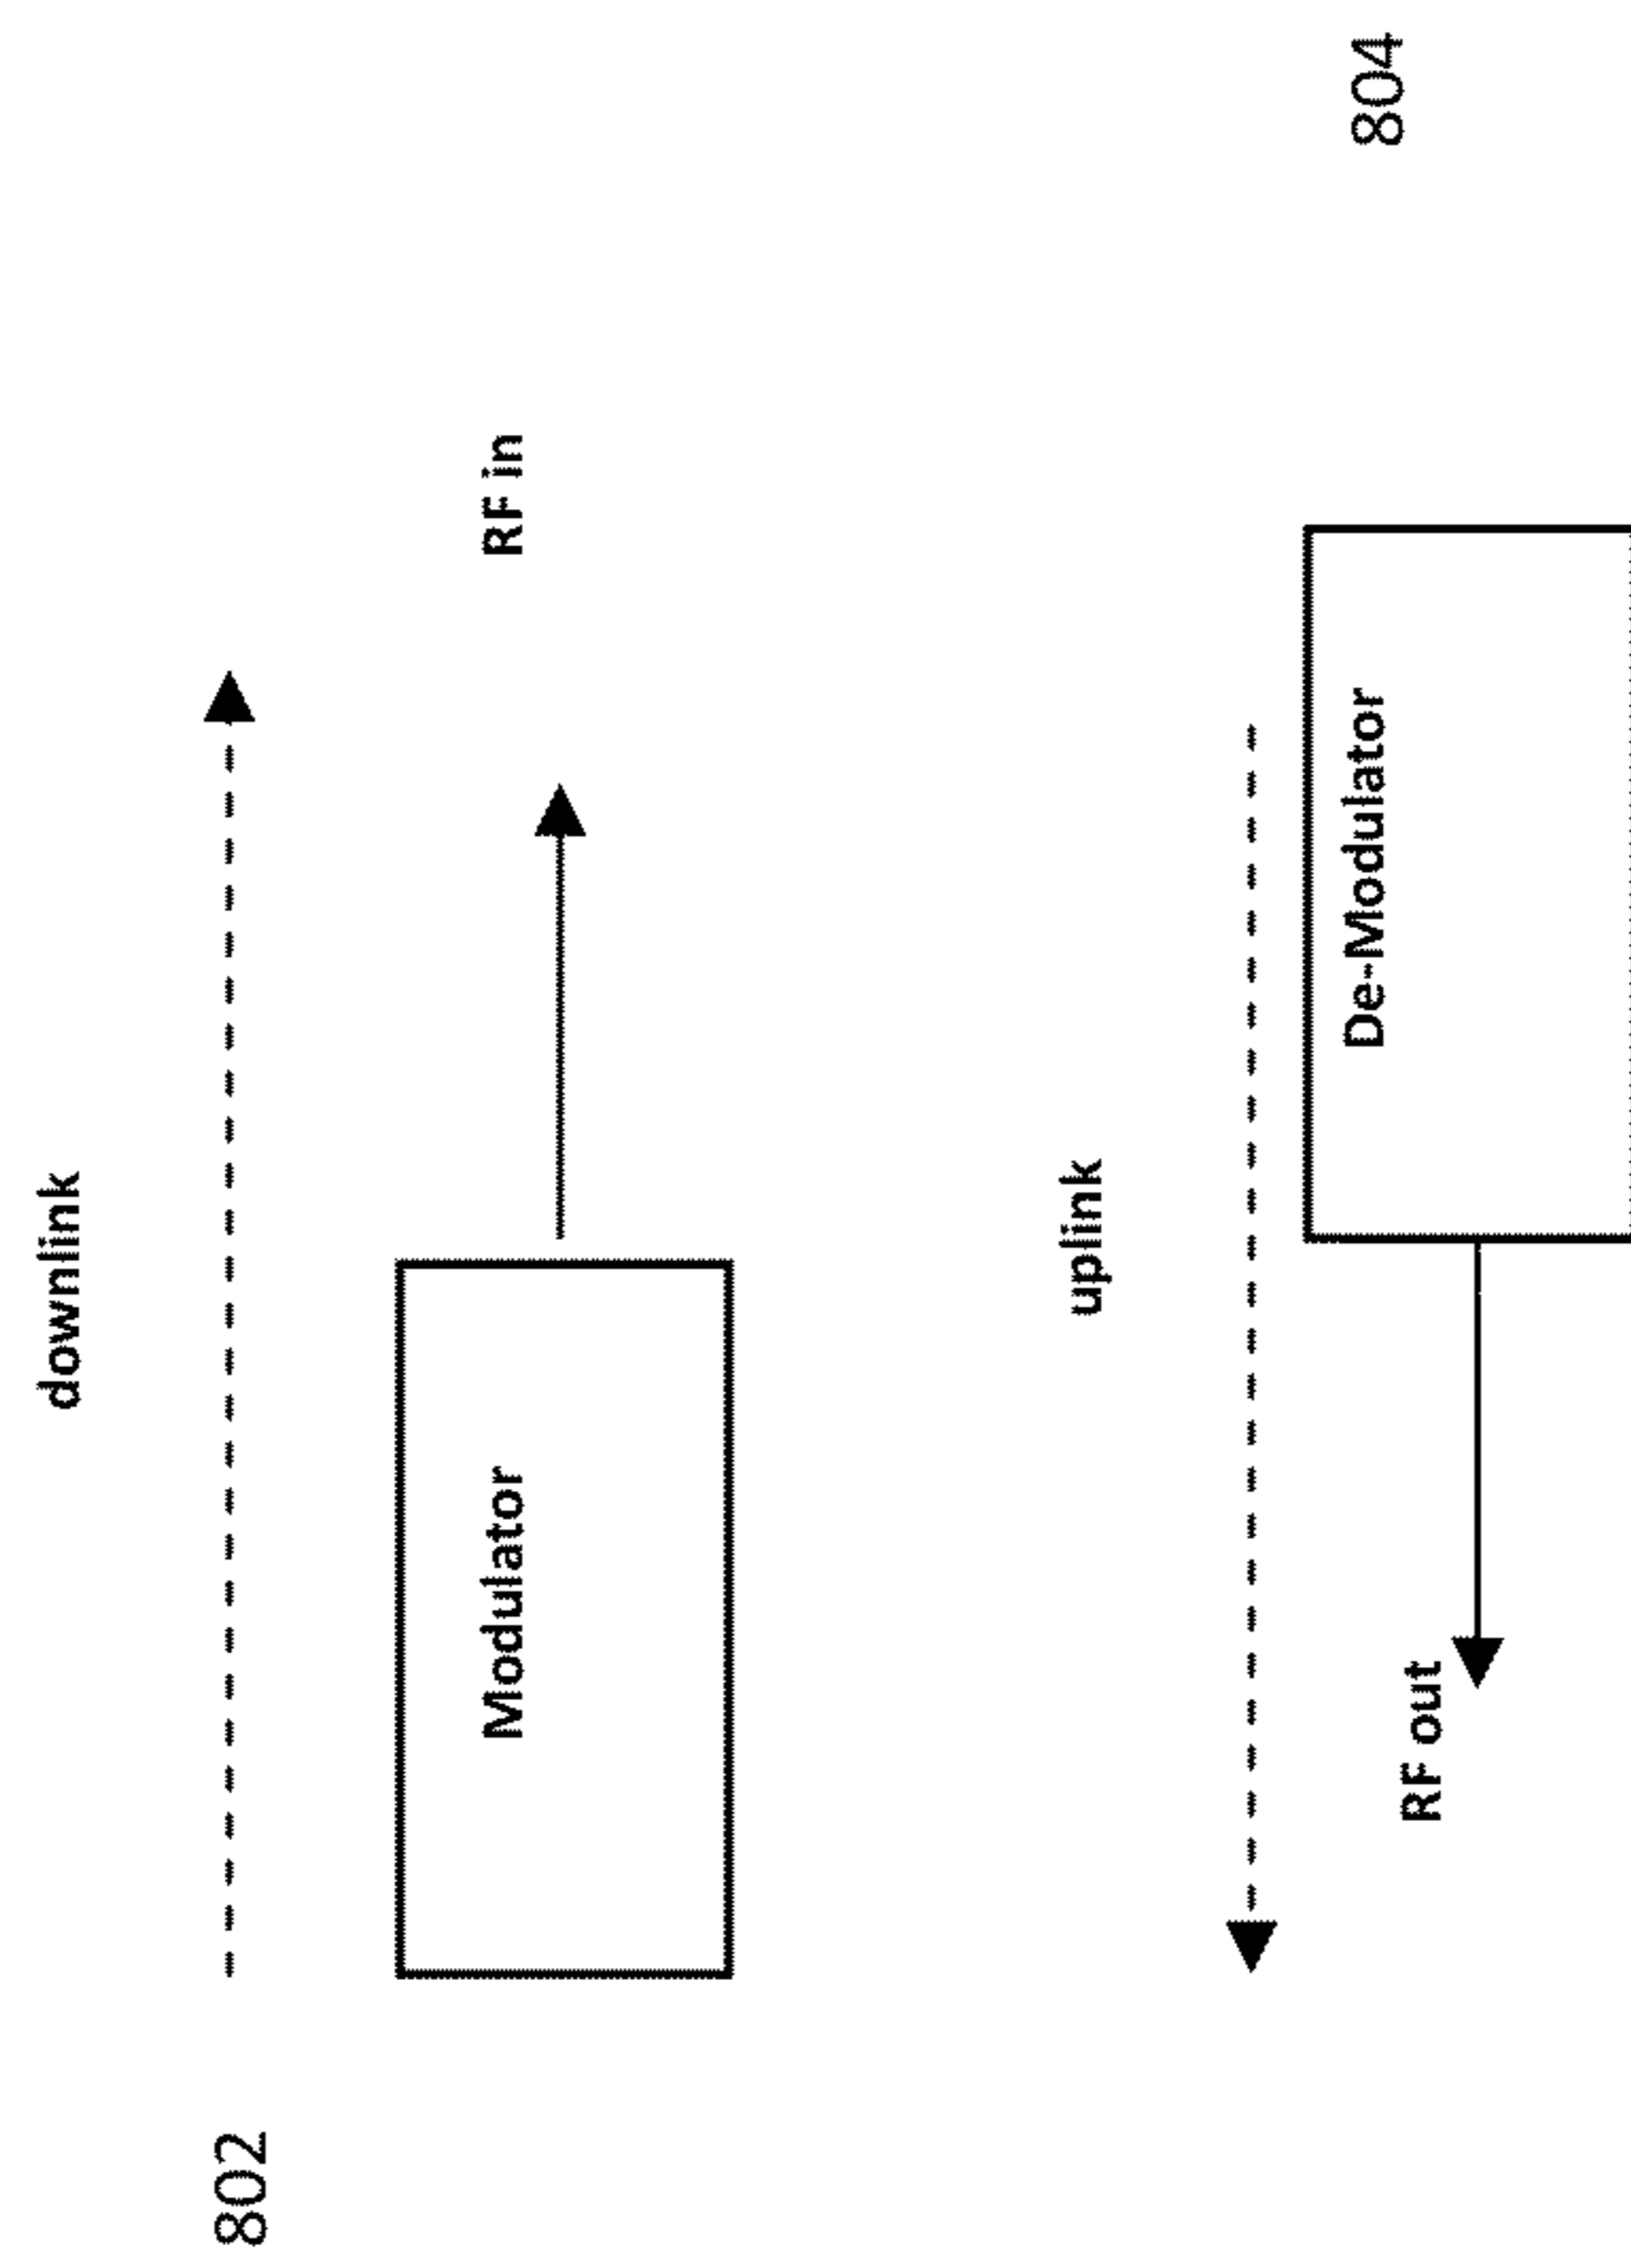 downlink
802
Modulator
RF in
uplink
804
De-Modulator
RF out